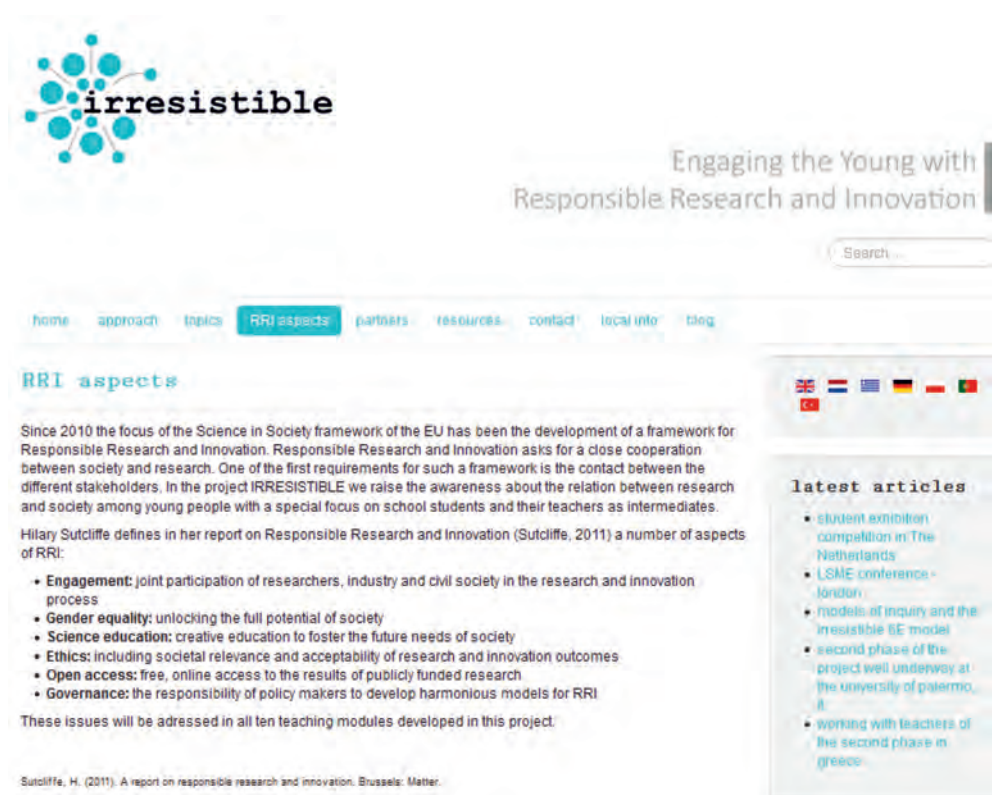 irresistible
Engaging the Young with
Responsible Research and Innovation
Search...
home approach topics RRI aspects partners resources contact local info blog
RRI aspects
Since 2010 the focus of the Science in Society framework of the EU has been the development of a framework for
Responsible Research and Innovation. Responsible Research and Innovation asks for a close cooperation
between society and research. One of the first requirements for such a framework is the contact between the
different stakeholders. In the project IRRESISTIBLE we raise the awareness about the relation between research
and society among young people with a special focus on school students and their teachers as intermediates.
Hilary Sutcliffe defines in her report on Responsible Research and Innovation (Sutcliffe, 2011) a number of aspects
of RRI:
• Engagement: joint participation of researchers, industry and civil society in the research and innovation
process
• Gender equality: unlocking the full potential of society
• Science education: creative education to foster the future needs of society
• Ethics: including societal relevance and acceptability of research and innovation outcomes
• Open access: free, online access to the results of publicly funded research
• Governance: the responsibility of policy makers to develop harmonious models for RRI
These issues will be adressed in all ten teaching modules developed in this project.
Sutcliffe, H. (2011). A report on responsible research and innovation. Brussels: Matter.
latest articles
• student exhibition
competition in The
Netherlands
• LSME conference -
london
• models of inquiry and the
irresistible 6E model
• second phase of the
project well underway at
the university of palermo,
it
• working with teachers of
the second phase in
greece